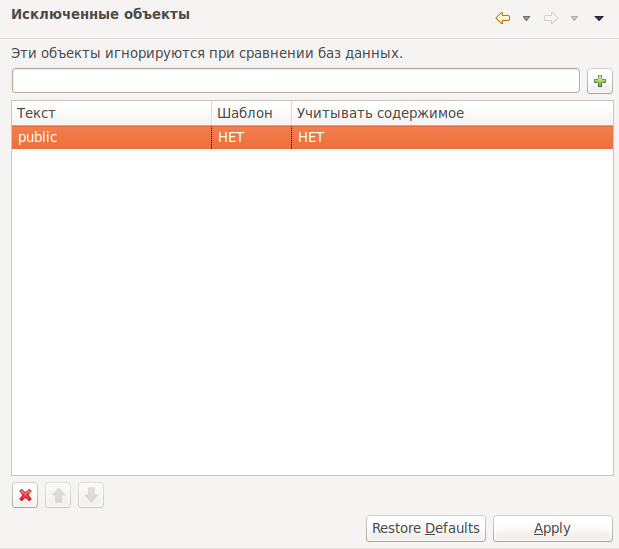 Исключенные объекты
Эти объекты игнорируются при сравнении баз данных.
Текст Шаблон Учитывать содержимое
public НЕТ НЕТ
Restore Defaults Apply